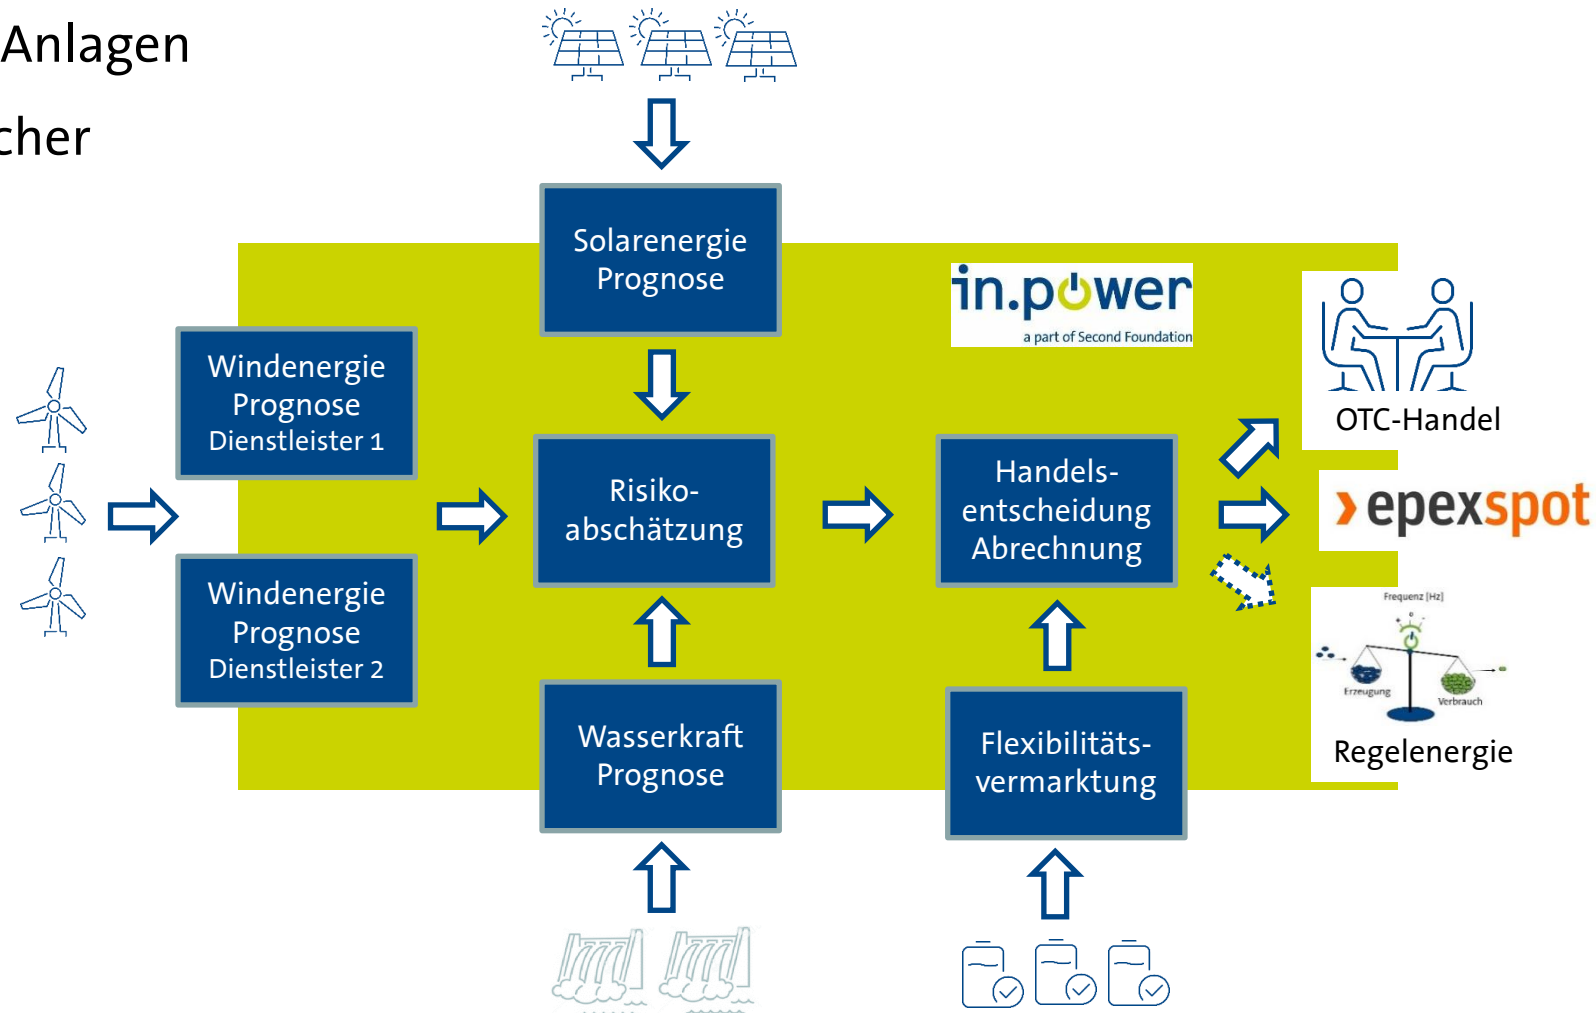 Anlagen
cher
Solarenergie
Prognose
in.power
a part of Second Foundation
Windenergie
Prognose
Dienstleister 1
OTC-Handel
Risiko-
abschätzung
Handels-
entscheidung
Abrechnung
epexspot
Windenergie
Prognose
Dienstleister 2
Frequenz [Hz]
Erzeugung
Verbrauch
Regelenergie
Wasserkraft
Prognose
Flexibilitäts-
vermarktung